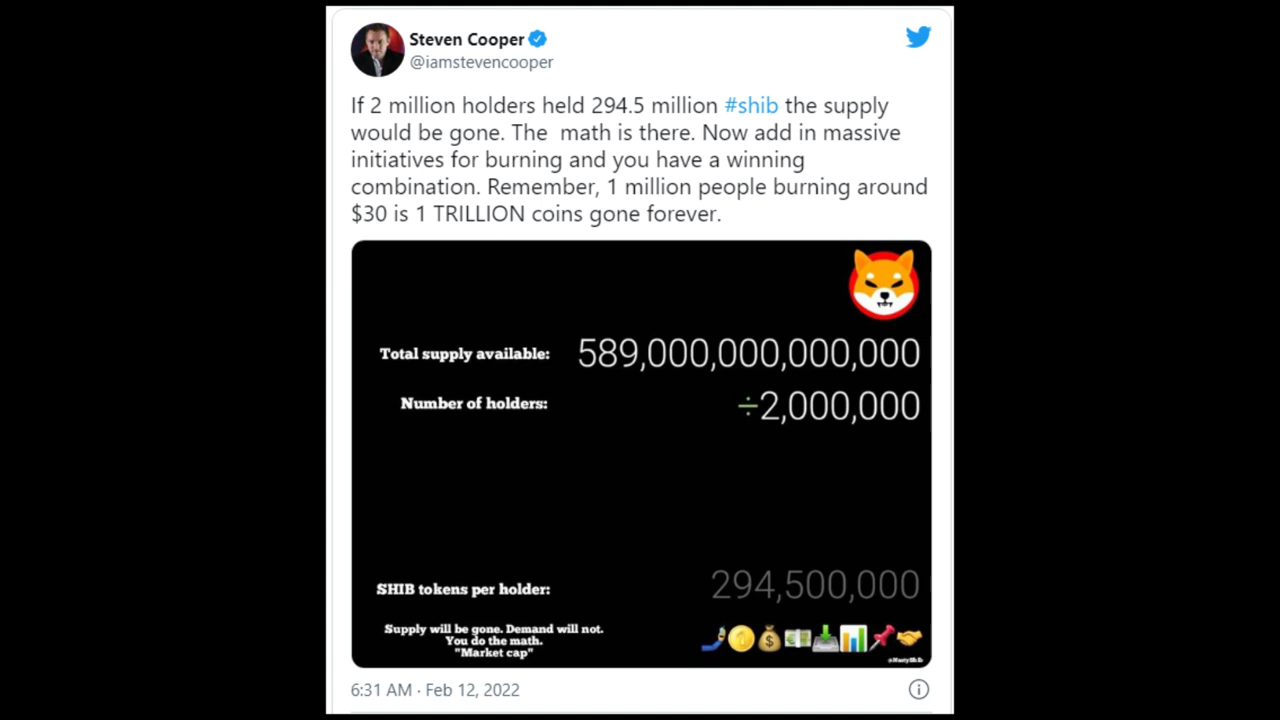 Steven Cooper
@iamstevencooper
If 2 million holders held 294.5 million #shib the supply
would be gone. The  math is there. Now add in massive
initiatives for burning and you have a winning
combination. Remember, 1 million people burning around
$30 is 1 TRILLION coins gone forever.
Total supply available: 589,000,000,000,000
Number of holders: ÷2,000,000
SHIB tokens per holder: 294,500,000
Supply will be gone. Demand will not.
You do the math.
"Market cap"
@NastyShib
6:31 AM · Feb 12, 2022